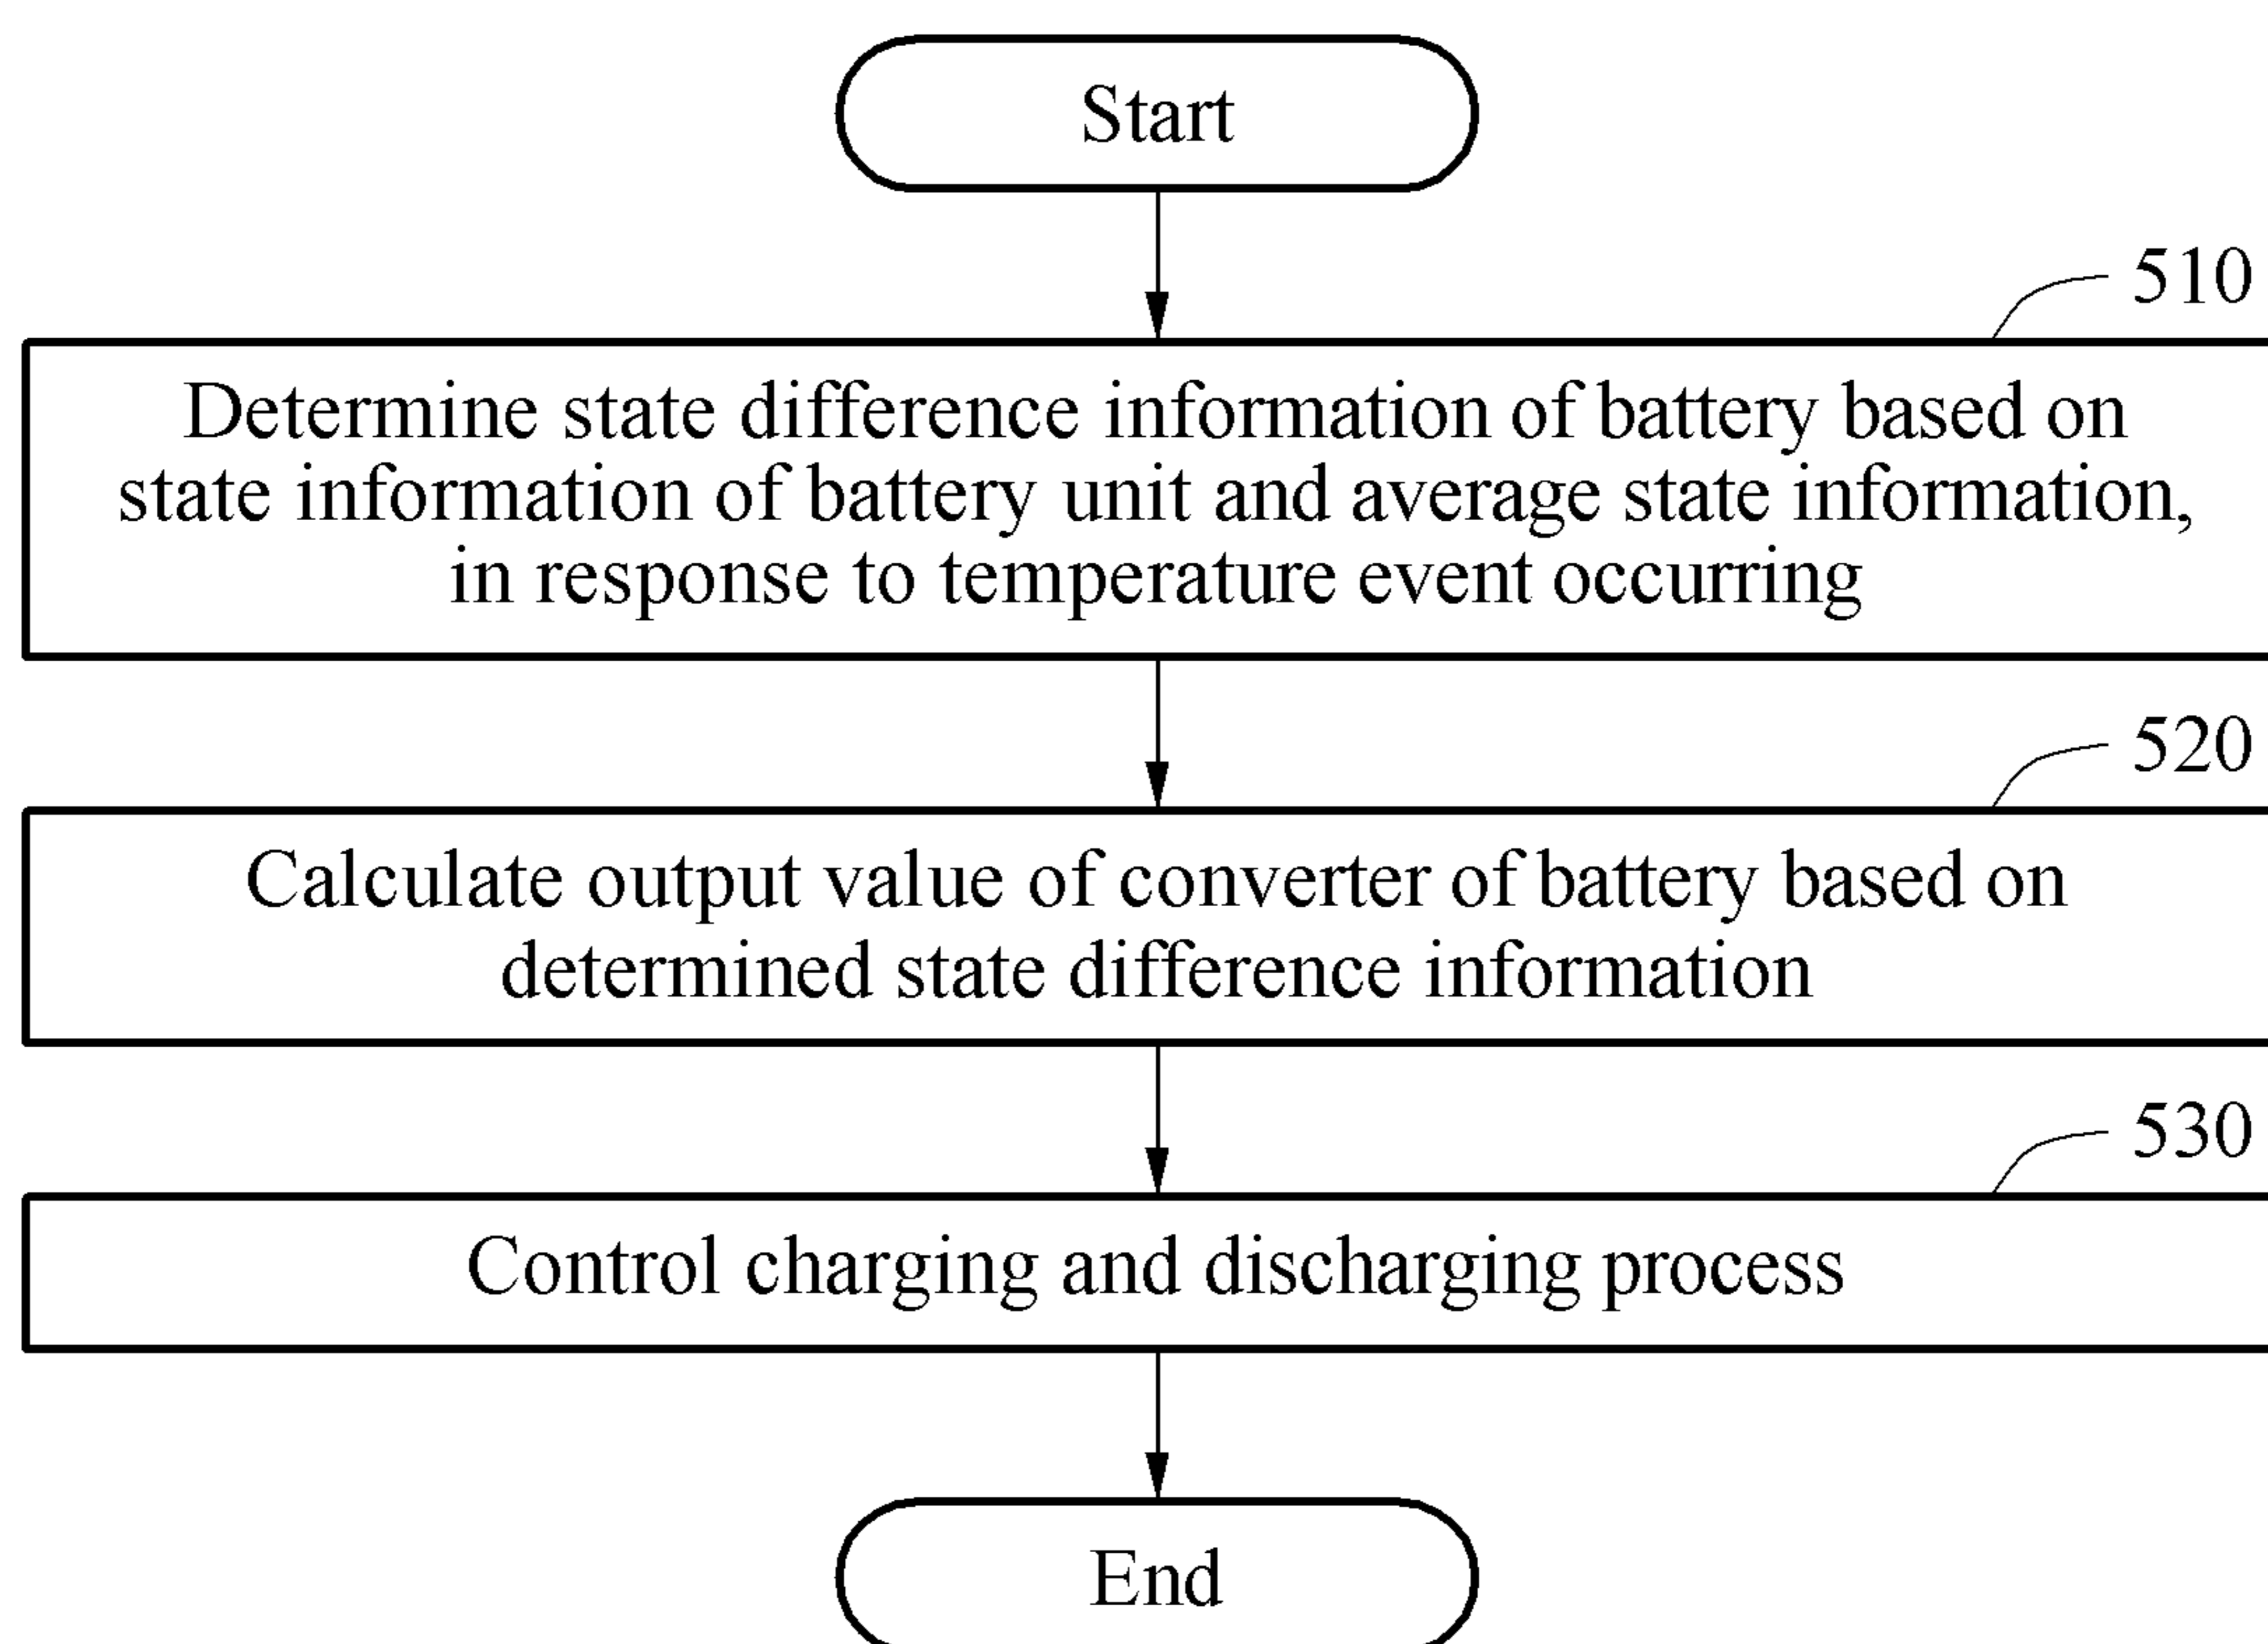 Start
510
Determine state difference information of battery based on
state information of battery unit and average state information,
in response to temperature event occurring
520
Calculate output value of converter of battery based on
determined state difference information
530
Control charging and discharging process
End